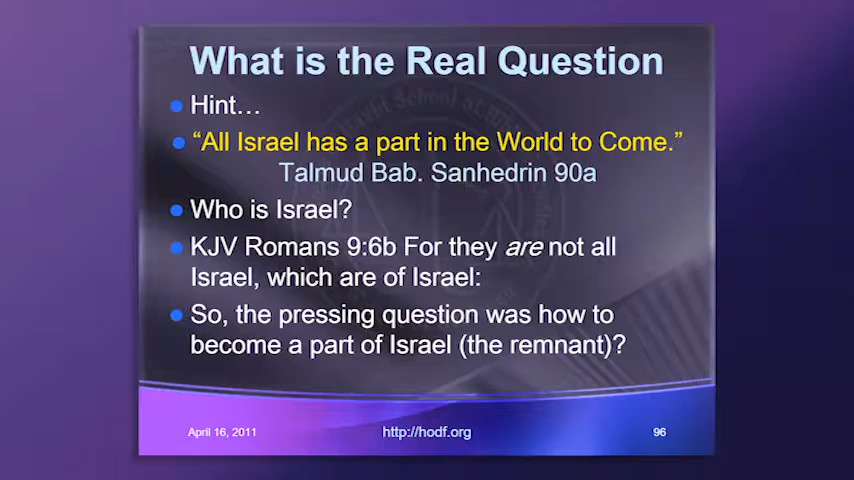 What is the Real Question
Hint…
“All Israel has a part in the World to Come.”
Talmud Bab. Sanhedrin 90a
Who is Israel?
KJV Romans 9:6b For they are not all
Israel, which are of Israel:
So, the pressing question was how to
become a part of Israel (the remnant)?
April 16, 2011
http://hodf.org
96